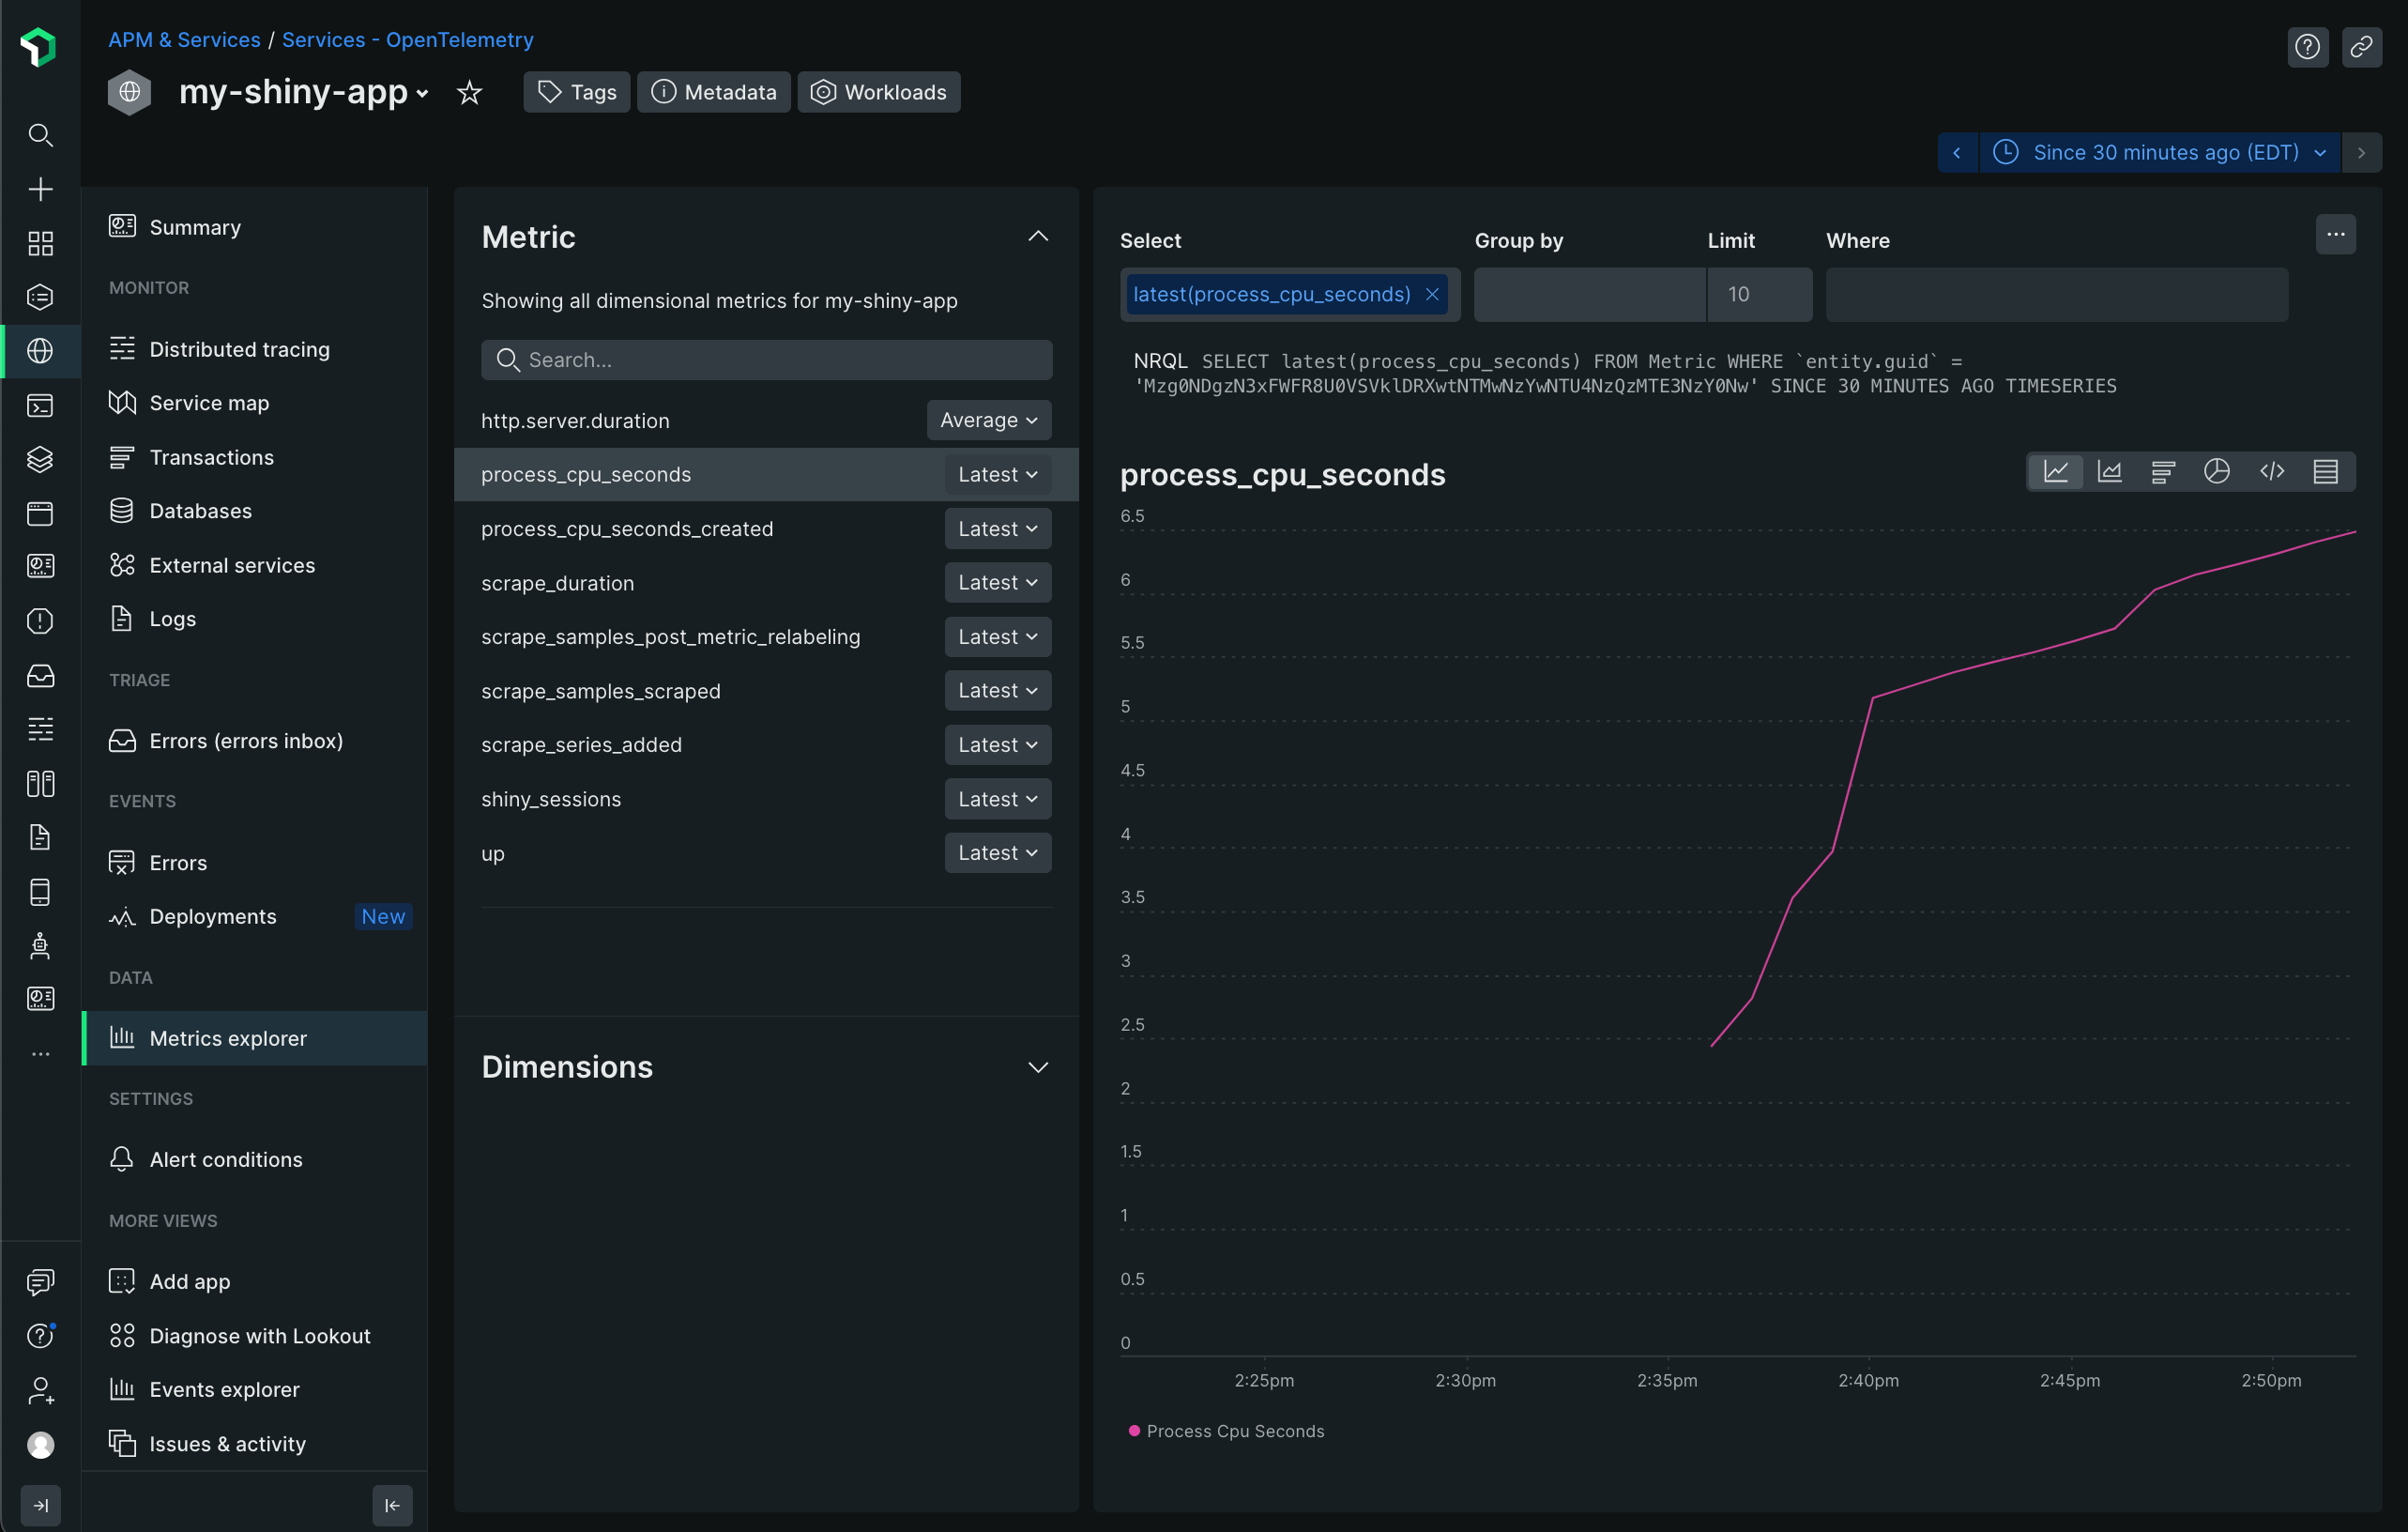 APM & Services / Services - OpenTelemetry
my-shiny-app
Tags
Metadata
Workloads
Since 30 minutes ago (EDT)
Summary
MONITOR
Distributed tracing
Service map
Transactions
Databases
External services
Logs
TRIAGE
Errors (errors inbox)
EVENTS
Errors
Deployments New
DATA
Metrics explorer
SETTINGS
Alert conditions
MORE VIEWS
Add app
Diagnose with Lookout
Events explorer
Issues & activity
Metric
Showing all dimensional metrics for my-shiny-app
Search...
http.server.duration Average
process_cpu_seconds Latest
process_cpu_seconds_created Latest
scrape_duration Latest
scrape_samples_post_metric_relabeling Latest
scrape_samples_scraped Latest
scrape_series_added Latest
shiny_sessions Latest
up Latest
Dimensions
Select Group by Limit Where
latest(process_cpu_seconds) 10
NRQL SELECT latest(process_cpu_seconds) FROM Metric WHERE `entity.guid` =
'Mzg0NDgzN3xFWFR8U0VSVklDRXwtNTMwNzYwNTU4NzQzMTE3NzY0Nw' SINCE 30 MINUTES AGO TIMESERIES
process_cpu_seconds
6.5
6
5.5
5
4.5
4
3.5
3
2.5
2
1.5
1
0.5
0
2:25pm 2:30pm 2:35pm 2:40pm 2:45pm 2:50pm
Process Cpu Seconds